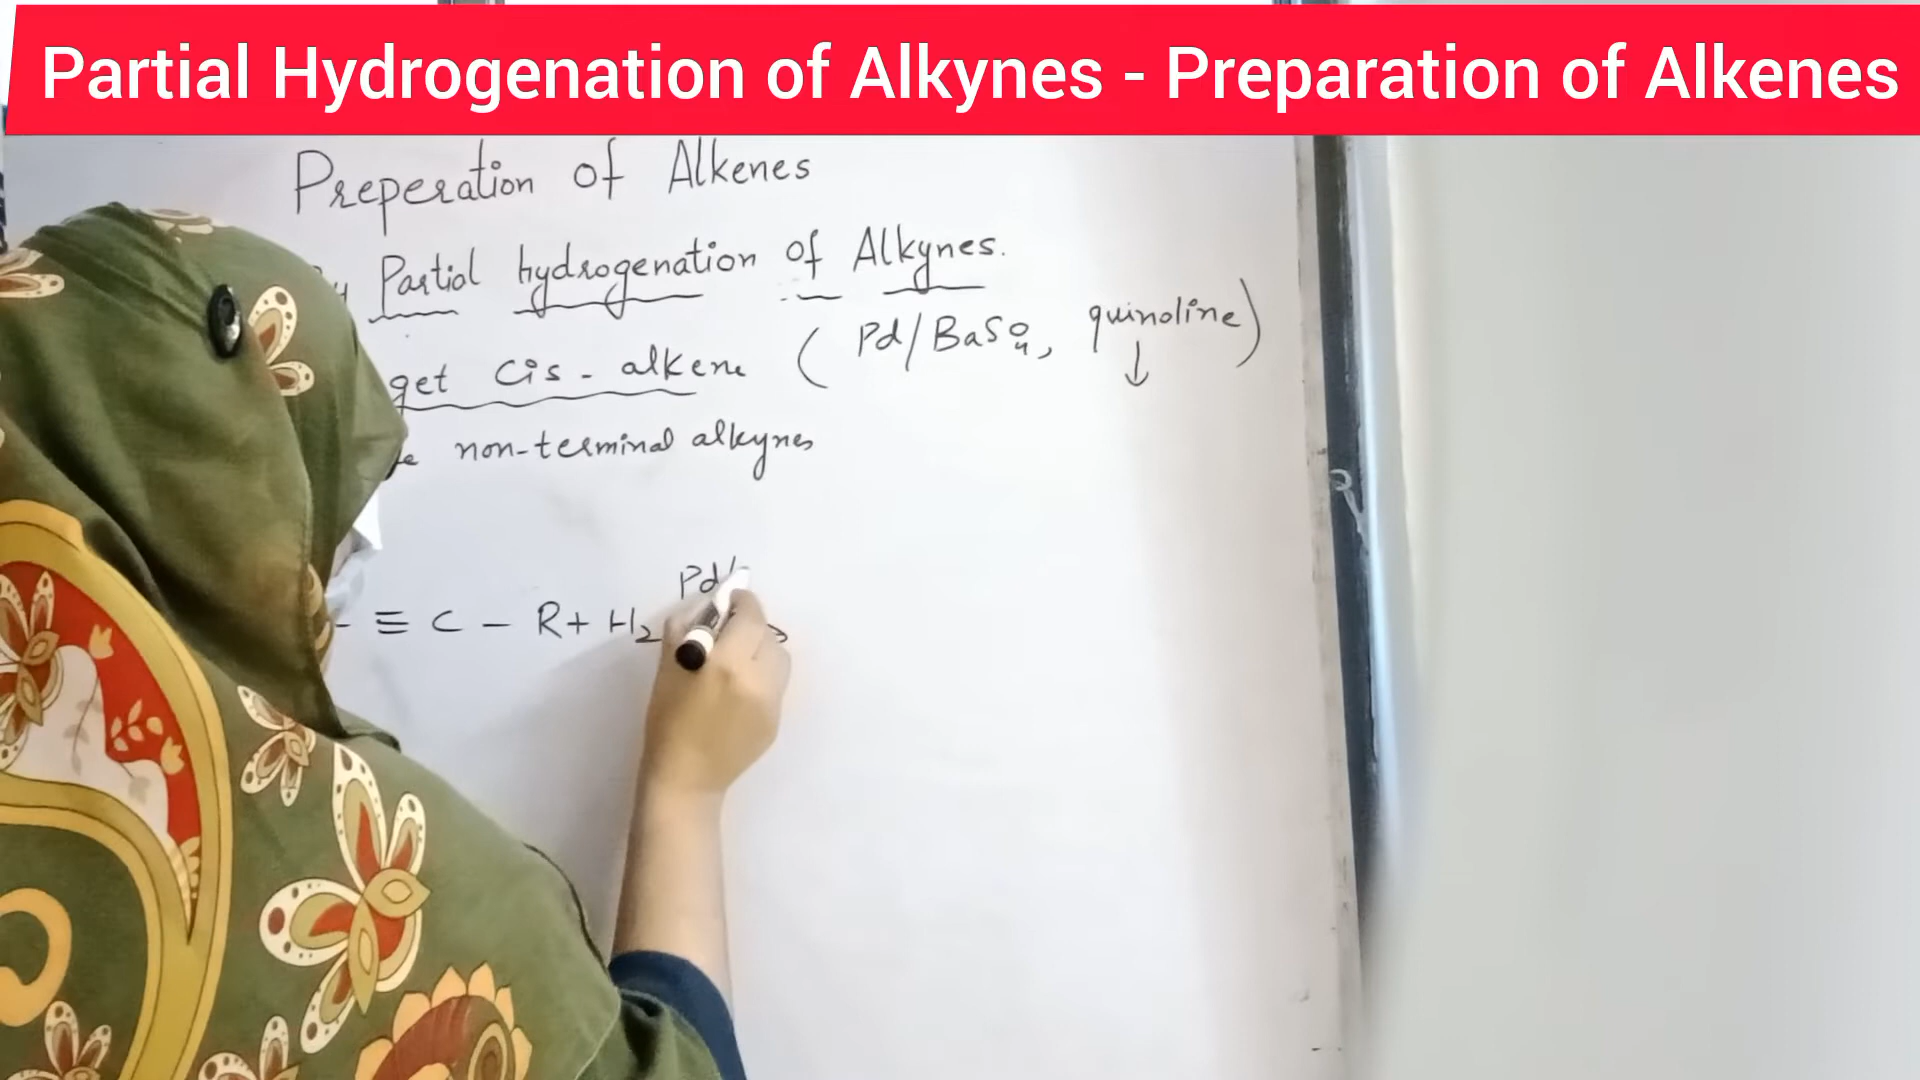 Partial Hydrogenation of Alkynes - Preparation of Alkenes
Preperation of Alkenes
Partial hydrogenation of Alkynes.
get Cis - alkene ( Pd/BaSO4, quinoline)
↓
non-terminal alkynes
Pd/
- ≡ C - R + H2